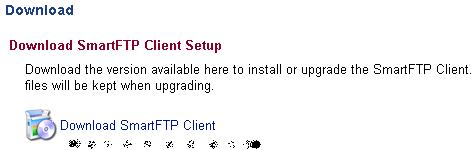 Download
Download SmartFTP Client Setup
Download the version available here to install or upgrade the SmartFTP Client.
files will be kept when upgrading.
Download SmartFTP Client